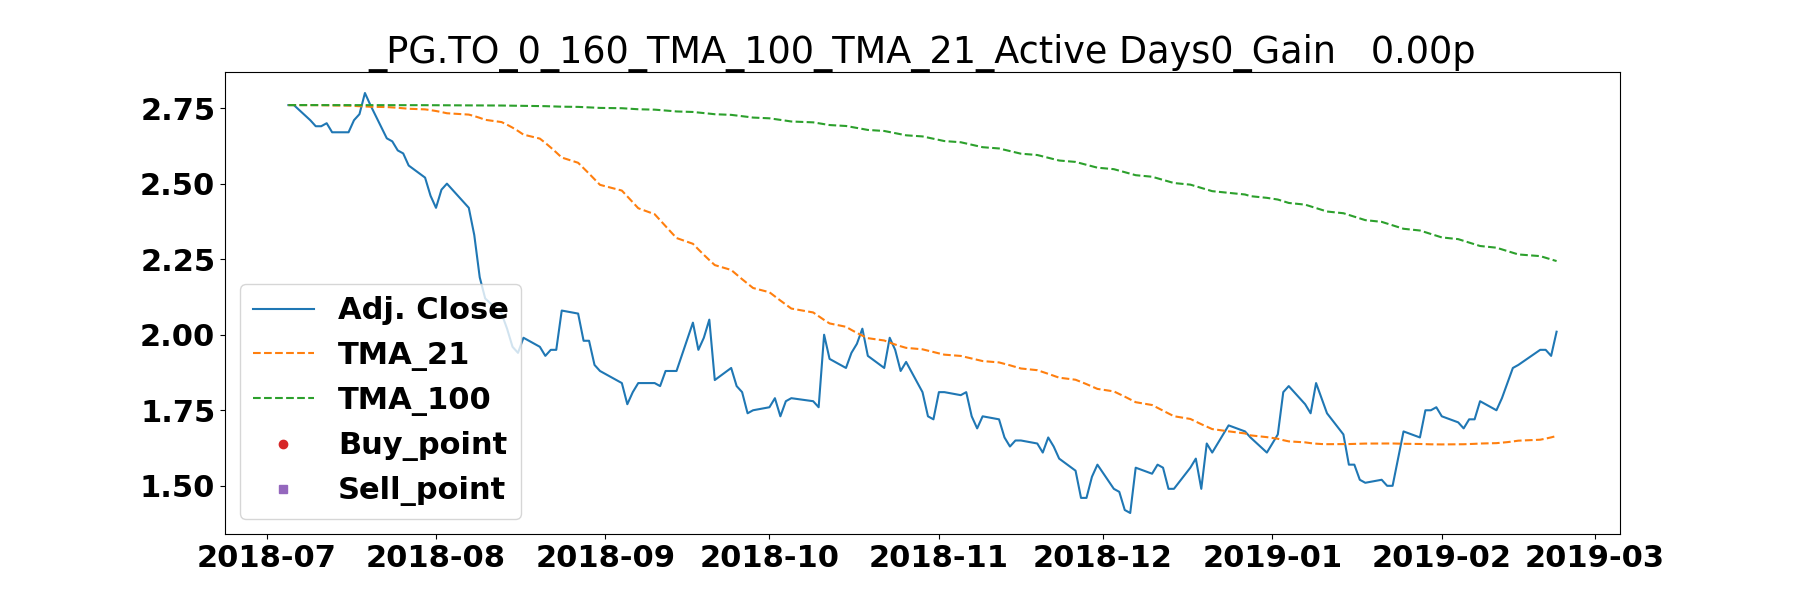 _PG.TO_0_160_TMA_100_TMA_21_Active Days0_Gain   0.00p
2.75
2.50
2.25
2.00
1.75
1.50
Adj. Close
TMA_21
TMA_100
Buy_point
Sell_point
2018-07 2018-08 2018-09 2018-10 2018-11 2018-12 2019-01 2019-02 2019-03